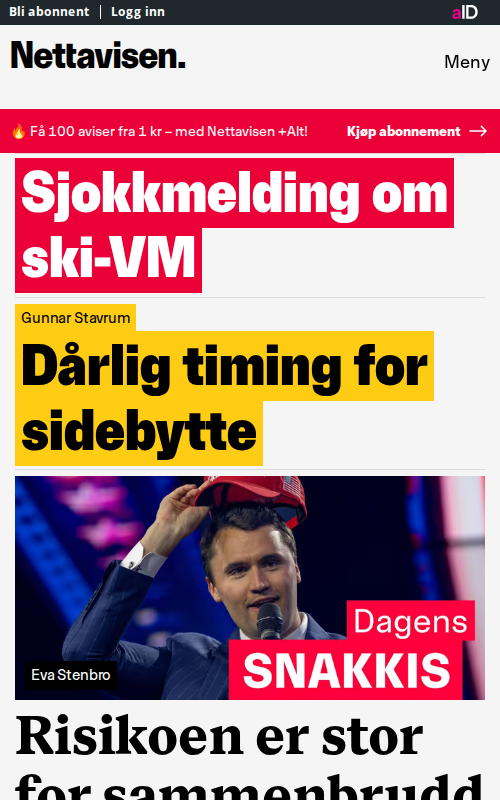 Bli abonnent | Logg inn
aID
Nettavisen.
Meny
🔥 Få 100 aviser fra 1 kr – med Nettavisen +Alt!
Kjøp abonnement →
Sjokkmelding om
ski-VM
Gunnar Stavrum
Dårlig timing for
sidebytte
Dagens
SNAKKIS
Eva Stenbro
Risikoen er stor
for sammenbrudd